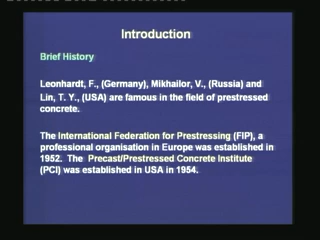 Introduction
Brief History
Leonhardt, F., (Germany), Mikhailor, V., (Russia) and
Lin, T. Y., (USA) are famous in the field of prestressed
concrete.
The International Federation for Prestressing (FIP), a
professional organisation in Europe was established in
1952. The Precast/Prestressed Concrete Institute
(PCI) was established in USA in 1954.